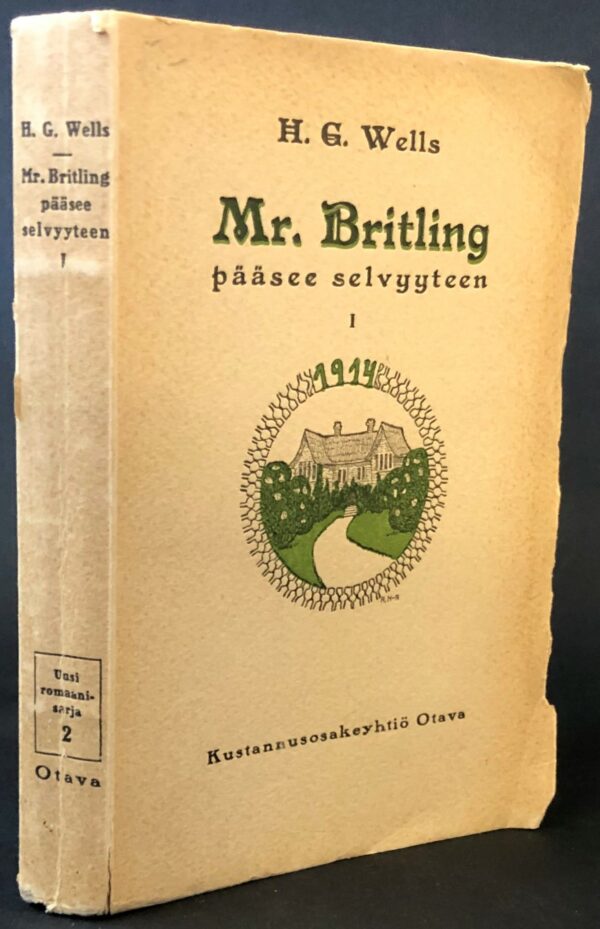 H. G. Wells
Mr. Britling
pääsee
selvyyteen
I
Uusi
romaani-
sarja
2
Otava
H. G. Wells
Mr. Britling
pääsee selvyyteen
I
1914
Kustannusosakeyhtiö Otava